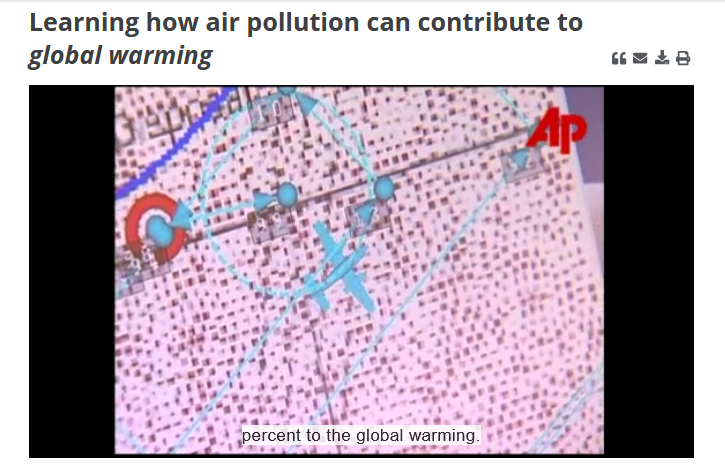 Learning how air pollution can contribute to
global warming
AP
percent to the global warming.